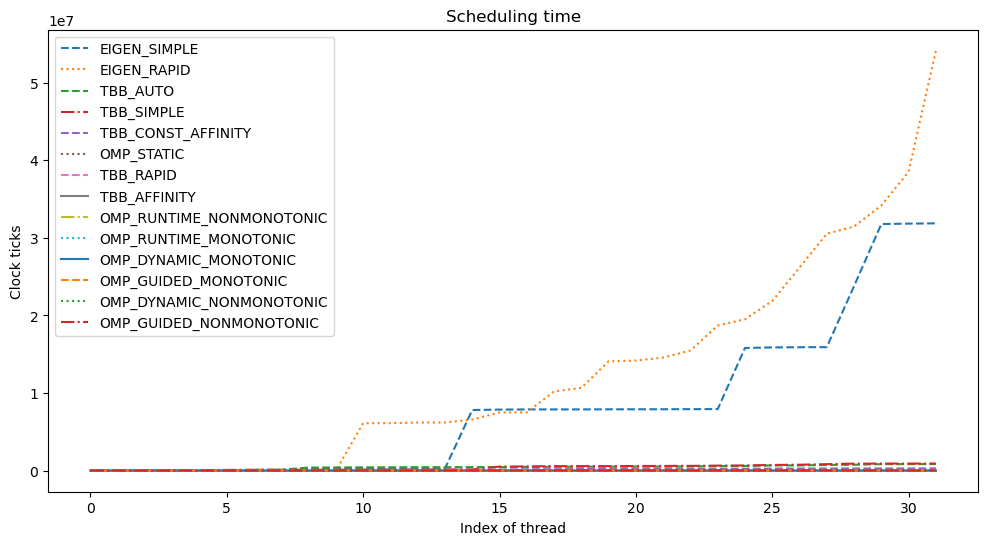 Scheduling time
1e7
EIGEN_SIMPLE
EIGEN_RAPID
TBB_AUTO
TBB_SIMPLE
TBB_CONST_AFFINITY
OMP_STATIC
TBB_RAPID
TBB_AFFINITY
OMP_RUNTIME_NONMONOTONIC
OMP_RUNTIME_MONOTONIC
OMP_DYNAMIC_MONOTONIC
OMP_GUIDED_MONOTONIC
OMP_DYNAMIC_NONMONOTONIC
OMP_GUIDED_NONMONOTONIC
5
4
3
2
1
0
Clock ticks
0 5 10 15 20 25 30
Index of thread